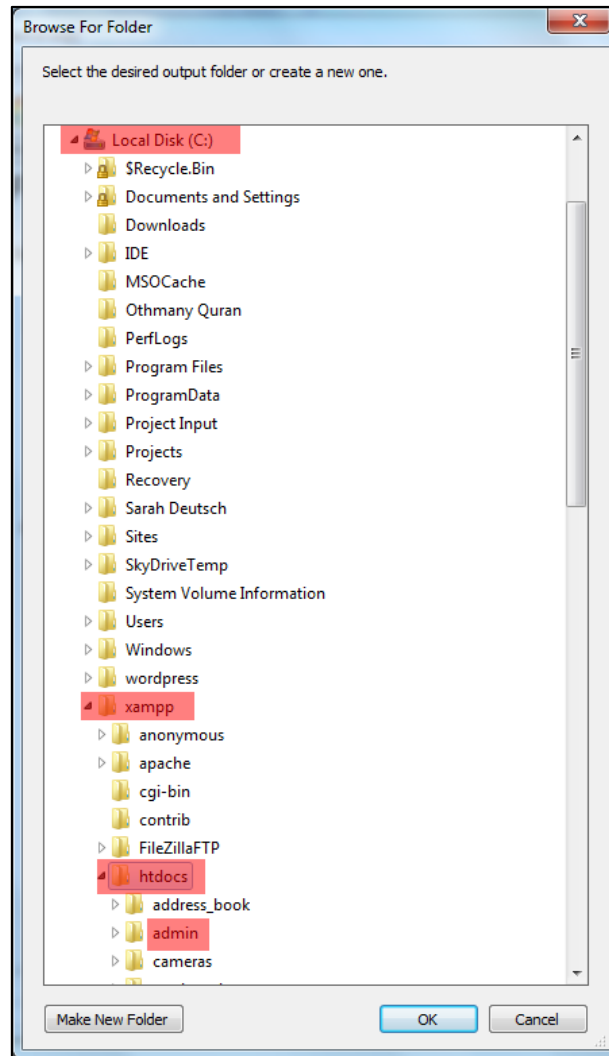 Browse For Folder
Select the desired output folder or create a new one.
Local Disk (C:)
$Recycle.Bin
Documents and Settings
Downloads
IDE
MSOCache
Othmany Quran
PerfLogs
Program Files
ProgramData
Project Input
Projects
Recovery
Sarah Deutsch
Sites
SkyDriveTemp
System Volume Information
Users
Windows
wordpress
xampp
anonymous
apache
cgi-bin
contrib
FileZillaFTP
htdocs
address_book
admin
cameras
Make New Folder
OK
Cancel